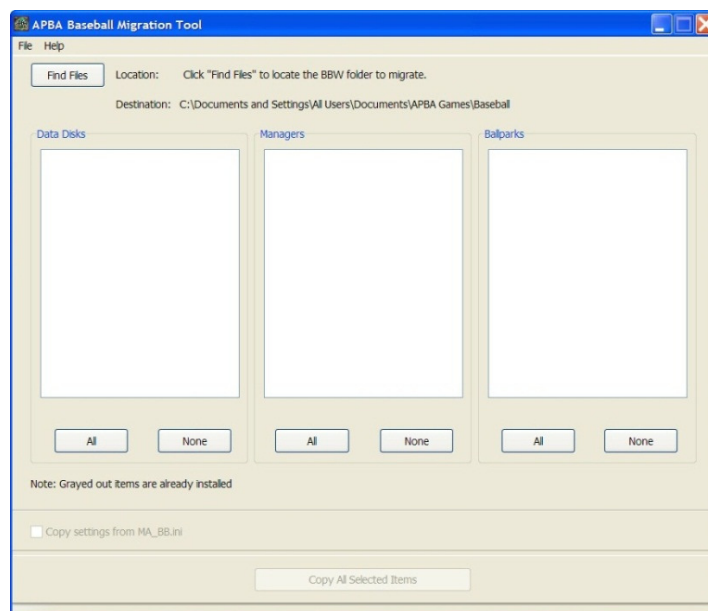 APBA Baseball Migration Tool
File Help
Find Files Location: Click "Find Files" to locate the BBW folder to migrate.
Destination: C:\Documents and Settings\All Users\Documents\APBA Games\Baseball
Data Disks Managers Ballparks
All None All None All None
Note: Grayed out items are already installed
Copy settings from MA_BB.ini
Copy All Selected Items